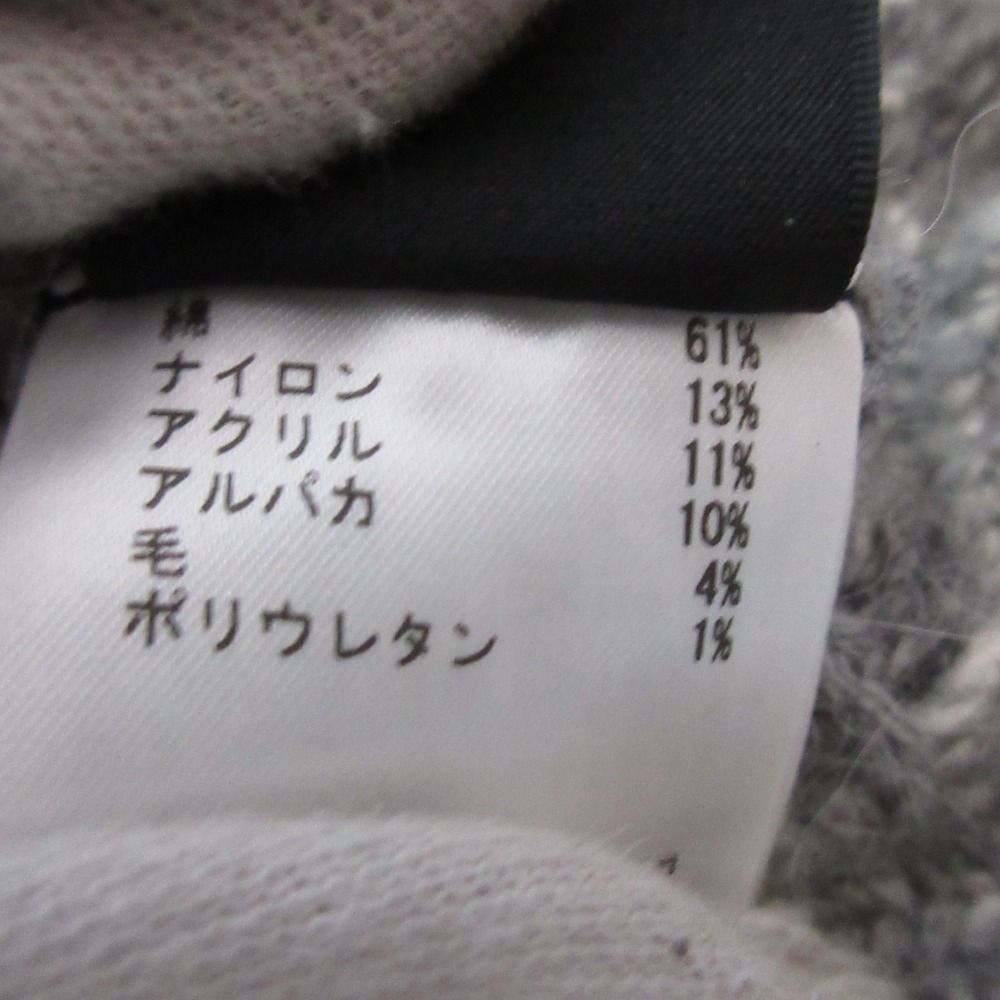 綿 61%
ナイロン 13%
アクリル 11%
アルパカ 10%
毛 4%
ポリウレタン 1%